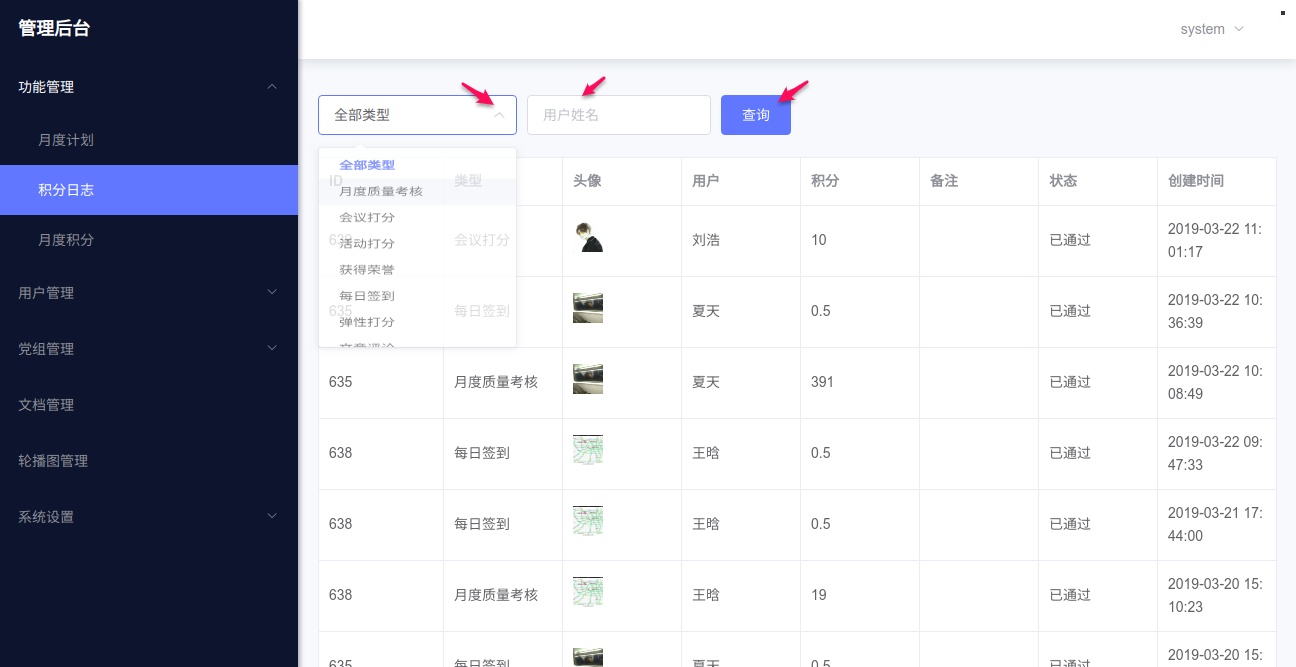 管理后台
system
功能管理
月度计划
积分日志
月度积分
用户管理
党组管理
文档管理
轮播图管理
系统设置
全部类型
用户姓名
查询
全部类型
月度质量考核
会议打分
活动打分
获得荣誉
每日签到
弹性打分
ID 类型 头像 用户 积分 备注 状态 创建时间
会议打分 刘浩 10 已通过 2019-03-22 11:
01:17
635 每日签到 夏天 0.5 已通过 2019-03-22 10:
36:39
635 月度质量考核 夏天 391 已通过 2019-03-22 10:
08:49
638 每日签到 王晗 0.5 已通过 2019-03-22 09:
47:33
638 每日签到 王晗 0.5 已通过 2019-03-21 17:
44:00
638 月度质量考核 王晗 19 已通过 2019-03-20 15:
10:23
635 每日签到 夏天 0.5 已通过 2019-03-20 15: